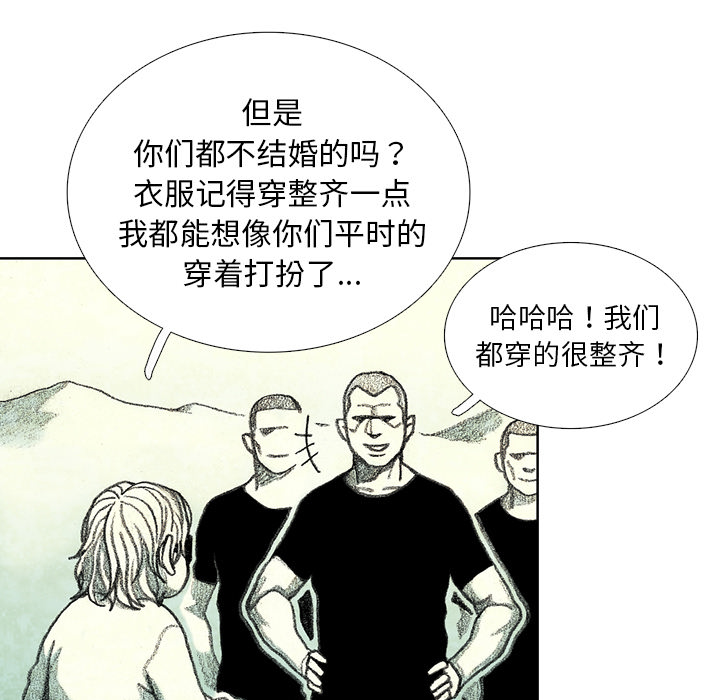 但是
你们都不结婚的吗？
衣服记得穿整齐一点
我都能想像你们平时的
穿着打扮了...
哈哈哈！我们
都穿的很整齐！